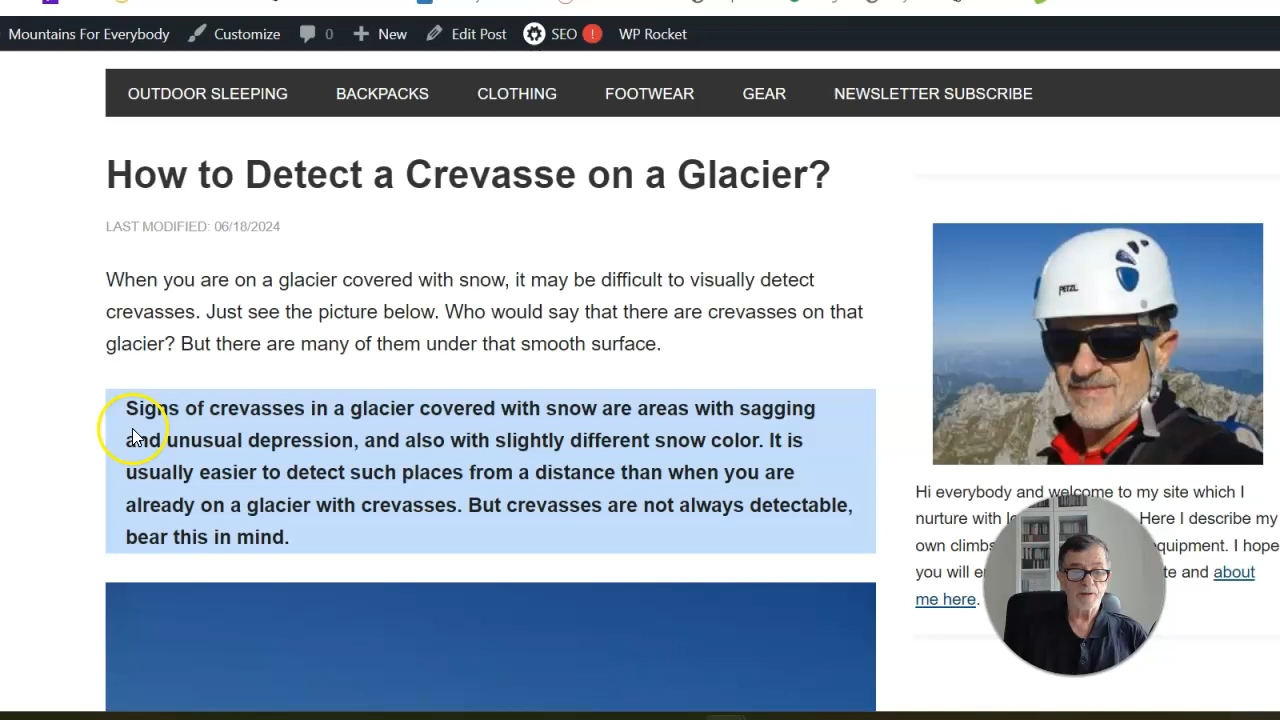 Mountains For Everybody Customize 0 New Edit Post SEO ! WP Rocket
OUTDOOR SLEEPING BACKPACKS CLOTHING FOOTWEAR GEAR NEWSLETTER SUBSCRIBE
How to Detect a Crevasse on a Glacier?
LAST MODIFIED: 06/18/2024
When you are on a glacier covered with snow, it may be difficult to visually detect
crevasses. Just see the picture below. Who would say that there are crevasses on that
glacier? But there are many of them under that smooth surface.
Signs of crevasses in a glacier covered with snow are areas with sagging
and unusual depression, and also with slightly different snow color. It is
usually easier to detect such places from a distance than when you are
already on a glacier with crevasses. But crevasses are not always detectable,
bear this in mind.
PETZL
Hi everybody and welcome to my site which I
nurture with Here I describe my
own climbs equipment. I hope
you will and about
me here.